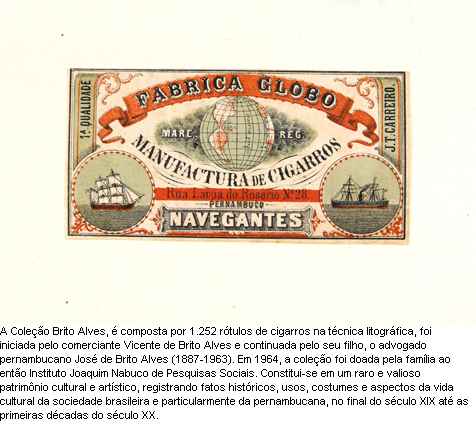 FABRICA GLOBO
1ª QUALIDADE
J.T. CARREIRO.
MARC. REG.
MANUFACTURA DE CIGARROS
Rua Larga do Rosario Nº 28.
PERNAMBUCO
NAVEGANTES
A Coleção Brito Alves, é composta por 1.252 rótulos de cigarros na técnica litográfica, foi
iniciada pelo comerciante Vicente de Brito Alves e continuada pelo seu filho, o advogado
pernambucano José de Brito Alves (1887-1963). Em 1964, a coleção foi doada pela família ao
então Instituto Joaquim Nabuco de Pesquisas Sociais. Constitui-se em um raro e valioso
patrimônio cultural e artístico, registrando fatos históricos, usos, costumes e aspectos da vida
cultural da sociedade brasileira e particularmente da pernambucana, no final do século XIX até as
primeiras décadas do século XX.